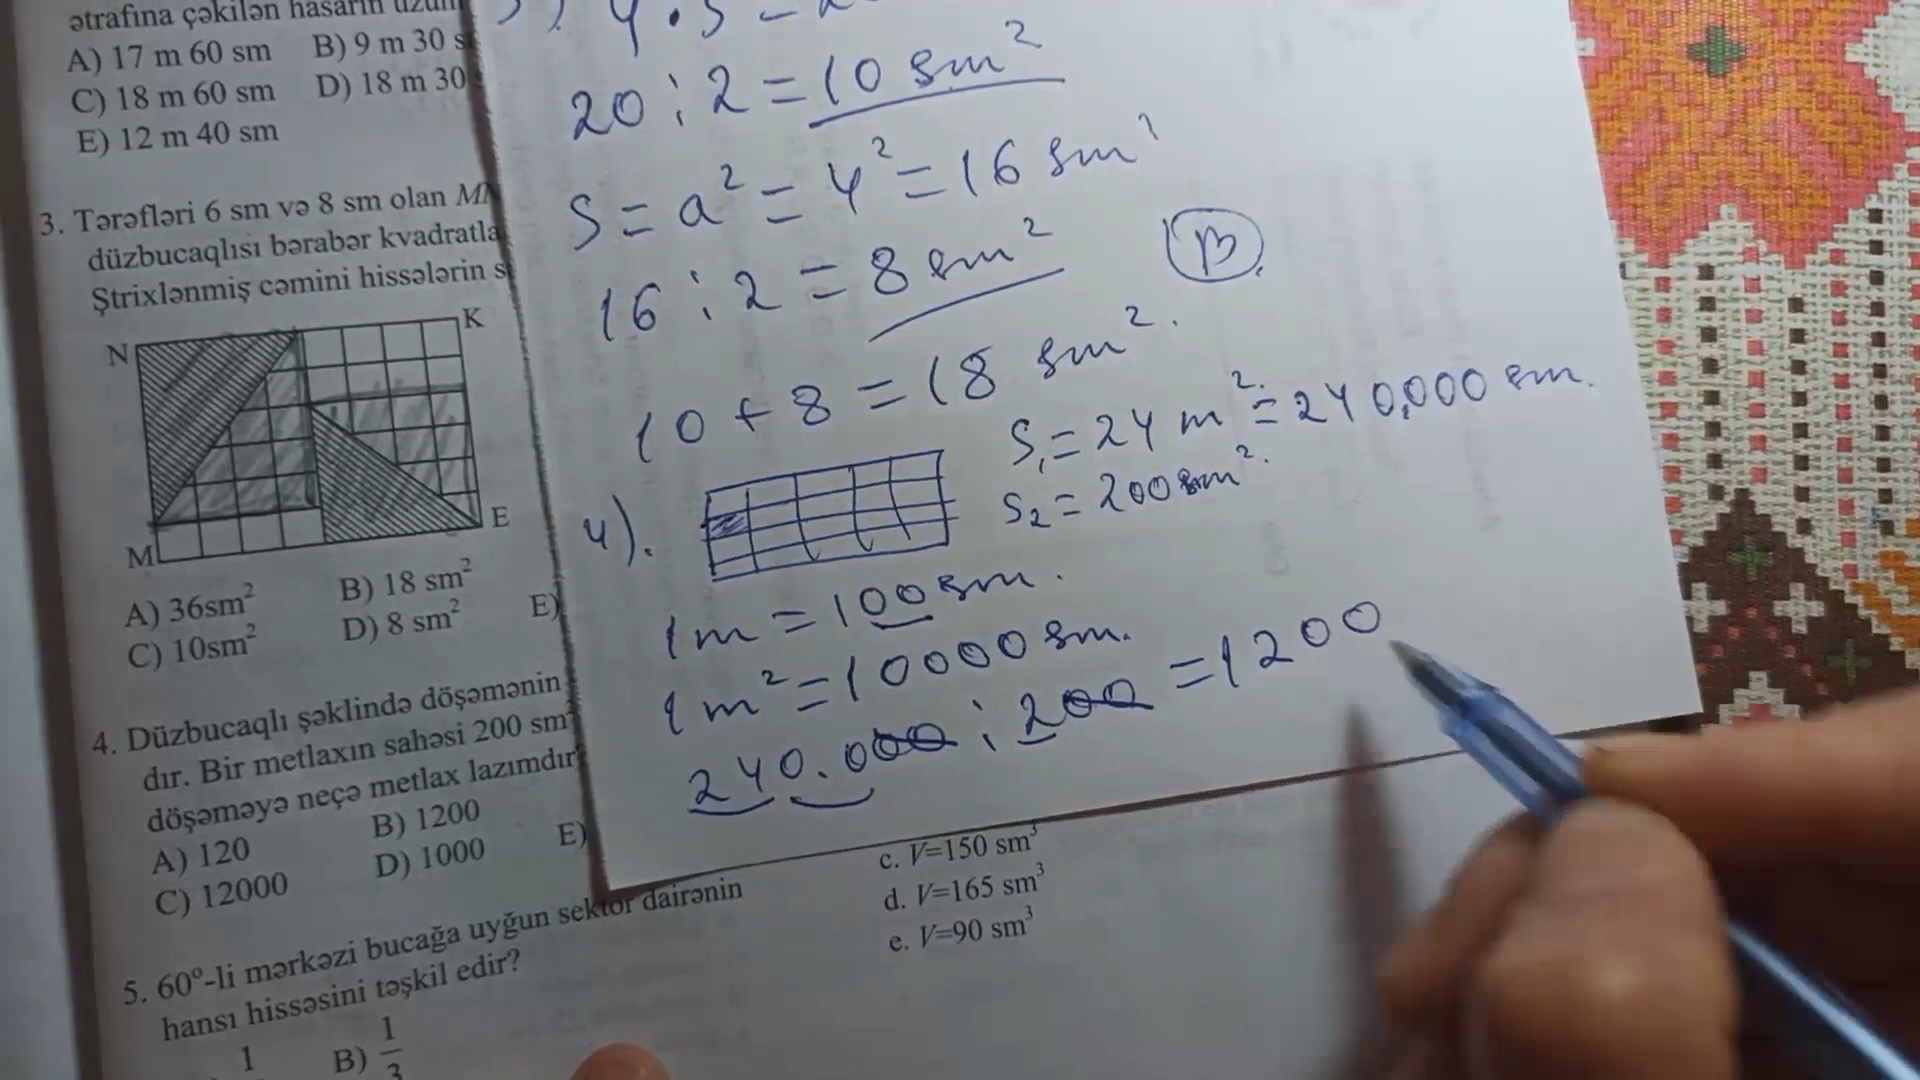 ətrafına çəkilən hasarın
A) 17 m 60 sm B) 9 m 30
C) 18 m 60 sm D) 18 m 30
E) 12 m 40 sm
3. Tərəfləri 6 sm və 8 sm olan
düzbucaqlısı bərabər kvadratla
Ştrixlənmiş cəmini hissələrin
N
K
M
E
A) 36sm² B) 18 sm²
C) 10sm² D) 8 sm² E)
4. Düzbucaqlı şəklində döşəmənin
dır. Bir metlaxın sahəsi 200 sm
döşəməyə neçə metlax lazımdır
A) 120 B) 1200
C) 12000 D) 1000 E)
5. 60º-li mərkəzi bucağa uyğun sektor dairənin
hansı hissəsini təşkil edir?
1 B) 1/3
c. V=150 sm³
d. V=165 sm³
e. V=90 sm³
20 : 2 = 10 sm²
S = a² = 4² = 16 sm²
16 : 2 = 8 sm²
B
10 + 8 = 18 sm².
4).
S₁ = 24 m² = 240,000 sm.
S₂ = 200 sm².
1 m = 100 sm.
1 m² = 10000 sm.
240.000 : 200 = 1200